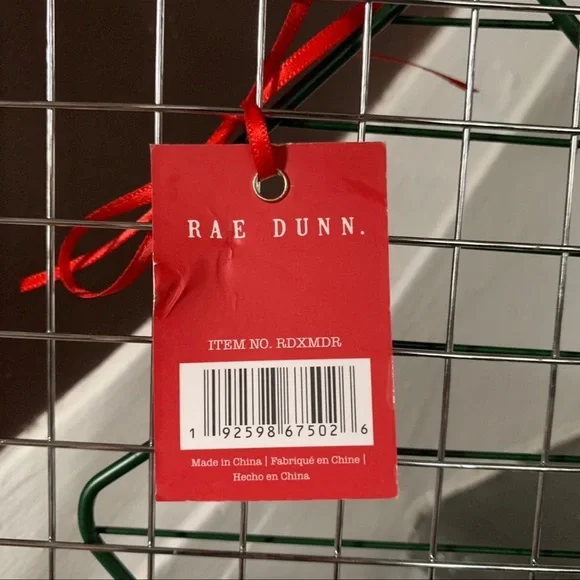 RAE DUNN.
ITEM NO. RDXMDR
1 92598 67502 6
Made in China | Fabriqué en Chine |
Hecho en China